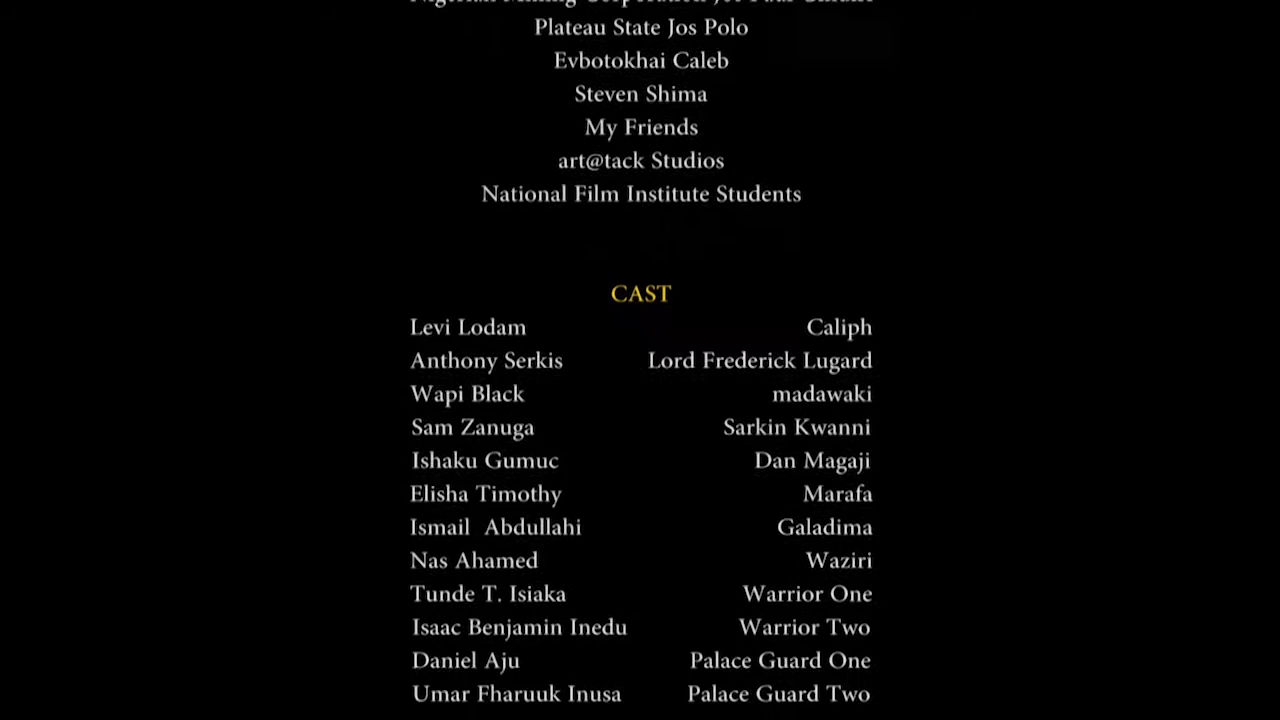 Plateau State Jos Polo
Evbotokhai Caleb
Steven Shima
My Friends
art@tack Studios
National Film Institute Students
CAST
Levi Lodam Caliph
Anthony Serkis Lord Frederick Lugard
Wapi Black madawaki
Sam Zanuga Sarkin Kwanni
Ishaku Gumuc Dan Magaji
Elisha Timothy Marafa
Ismail Abdullahi Galadima
Nas Ahamed Waziri
Tunde T. Isiaka Warrior One
Isaac Benjamin Inedu Warrior Two
Daniel Aju Palace Guard One
Umar Fharuuk Inusa Palace Guard Two